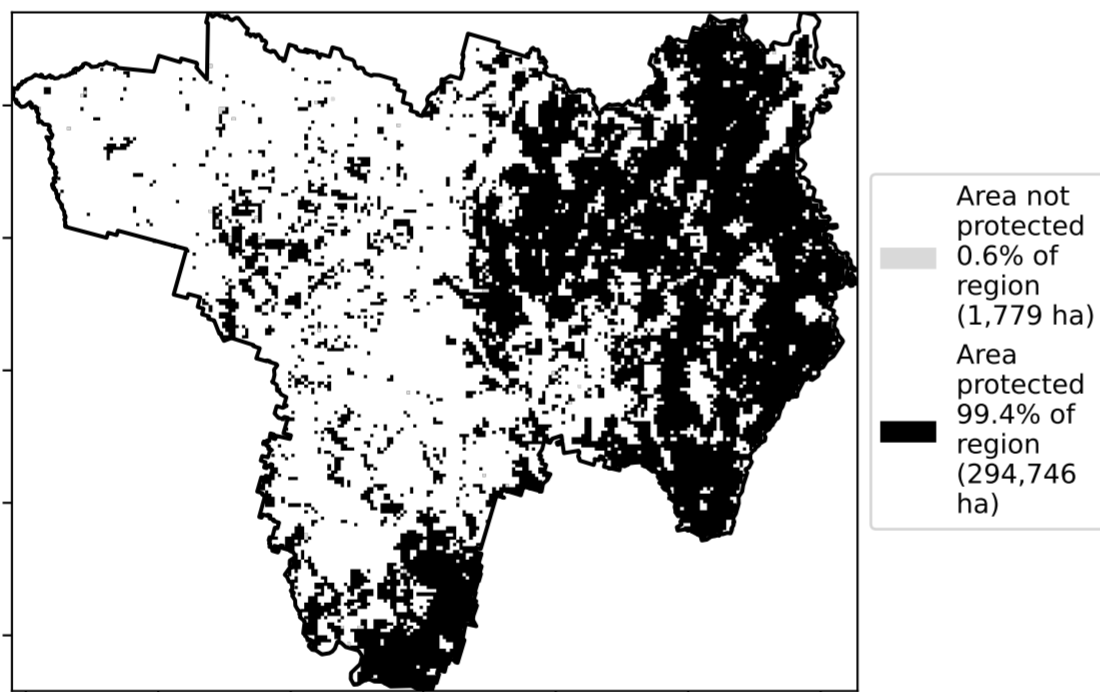 Area not
protected
0.6% of
region
(1,779 ha)
Area
protected
99.4% of
region
(294,746
ha)